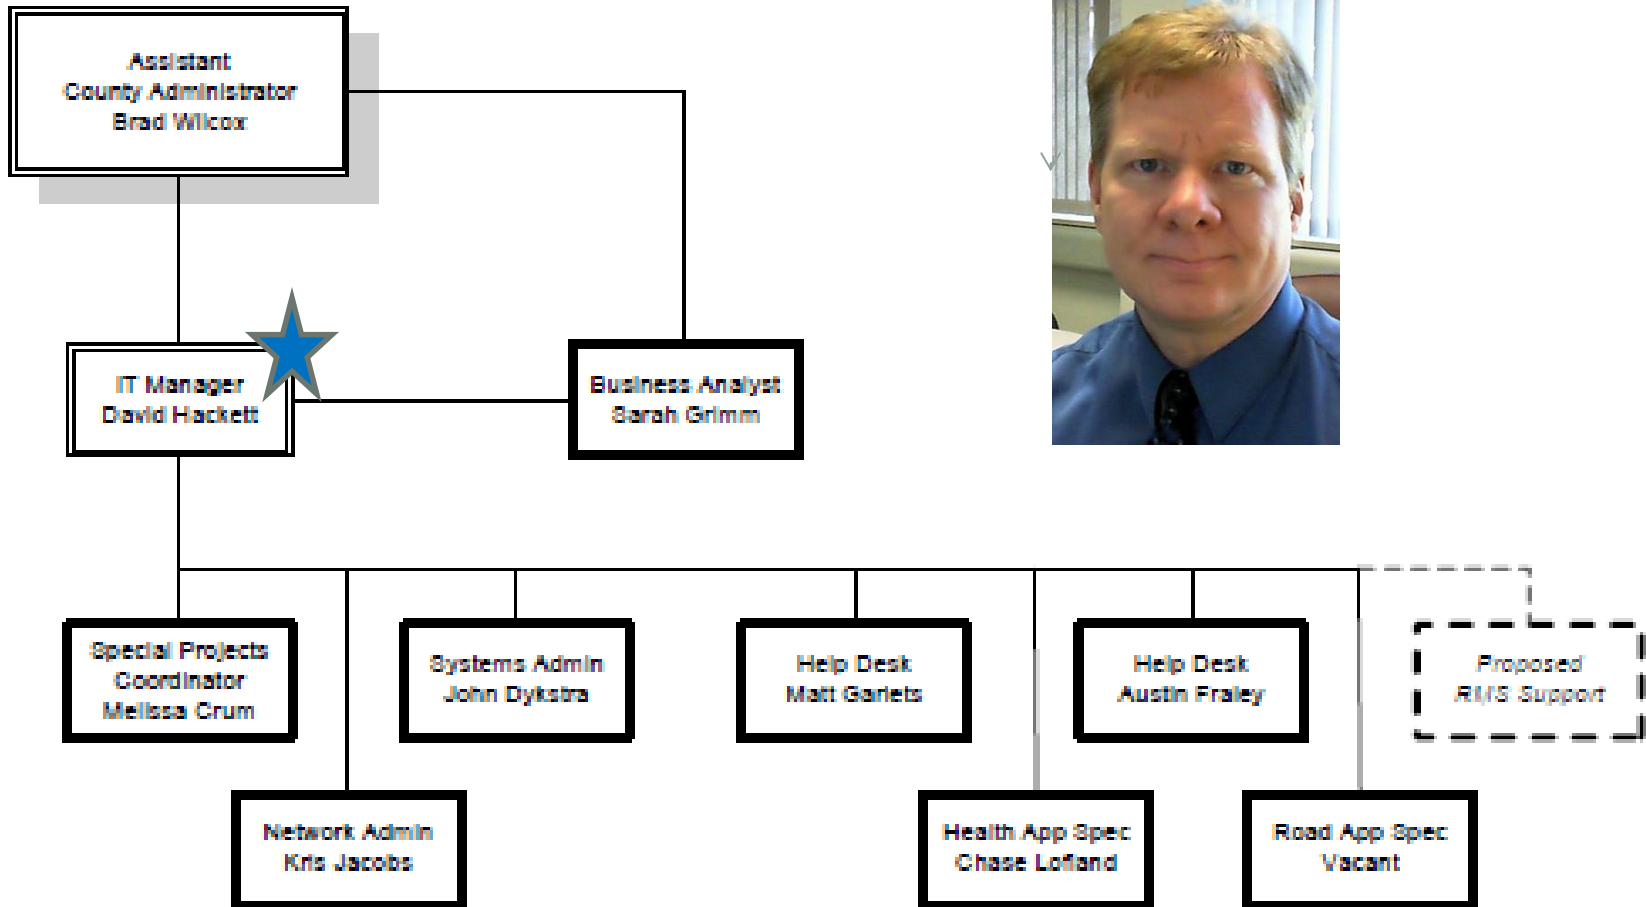 Assistant
County Administrator
Brad Wilcox
IT Manager
David Hackett
Business Analyst
Sarah Grimm
Special Projects
Coordinator
Melissa Crum
Systems Admin
John Dykstra
Help Desk
Matt Garlets
Help Desk
Austin Fraley
Proposed
RMS Support
Network Admin
Kris Jacobs
Health App Spec
Chase Lofland
Road App Spec
Vacant